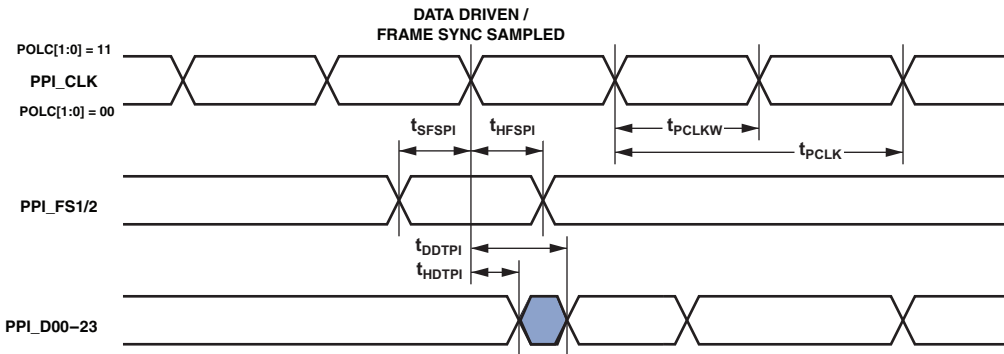 DATA DRIVEN /
FRAME SYNC SAMPLED
POLC[1:0] = 11
PPI_CLK
POLC[1:0] = 00
tSFSPI
tHFSPI
tPCLKW
tPCLK
PPI_FS1/2
tDDTPI
tHDTPI
PPI_D00–23